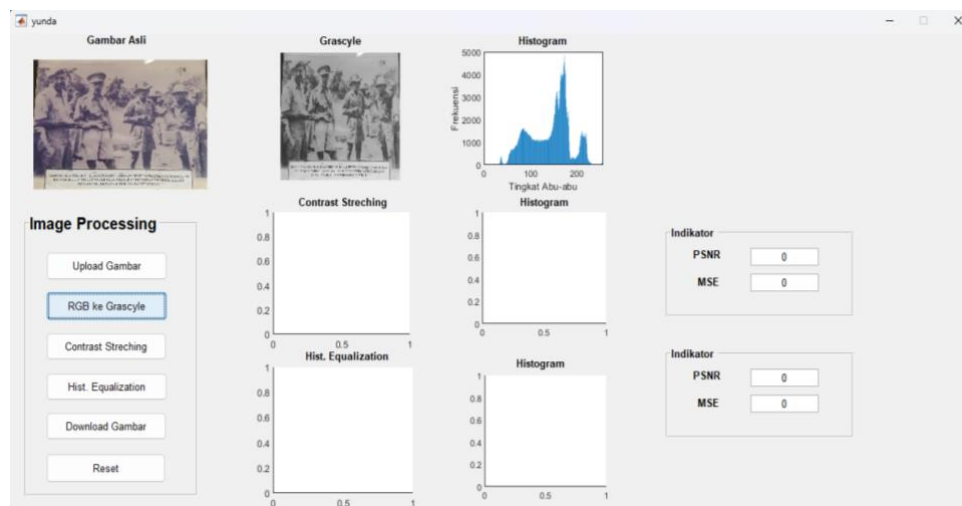 yunda
Gambar Asli
Grascyle
Histogram
5000
4000
3000
2000
1000
0
Frekuensi
0 100 200
Tingkat Abu-abu
Image Processing
Upload Gambar
RGB ke Grascyle
Contrast Streching
Hist. Equalization
Download Gambar
Reset
Contrast Streching
1
0.8
0.6
0.4
0.2
0
0 0.5 1
Histogram
1
0.8
0.6
0.4
0.2
0
0 0.5 1
Hist. Equalization
1
0.8
0.6
0.4
0.2
0
0 0.5 1
Histogram
1
0.8
0.6
0.4
0.2
0
0 0.5 1
Indikator
PSNR 0
MSE 0
Indikator
PSNR 0
MSE 0